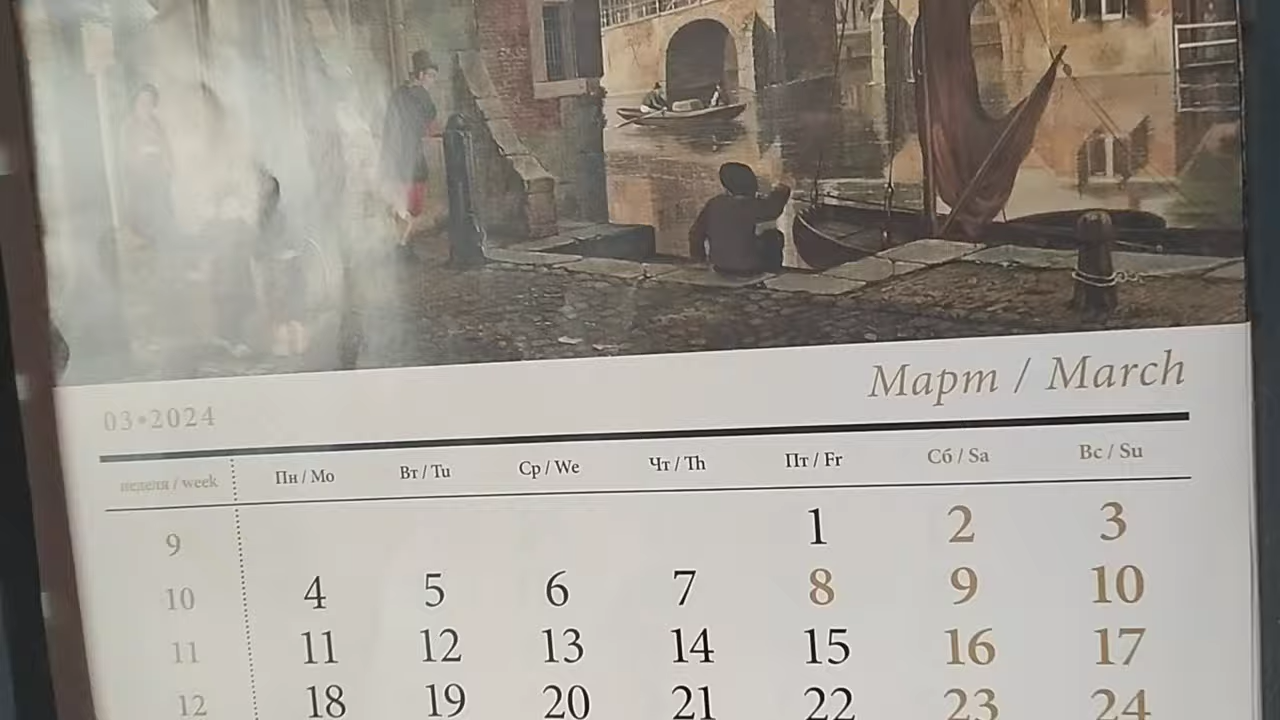 Март / March
03•2024
неделя / week Пн / Mo Вт / Tu Ср / We Чт / Th Пт / Fr Сб / Sa Вс / Su
9 1 2 3
10 4 5 6 7 8 9 10
11 11 12 13 14 15 16 17
12 18 19 20 21 22 23 24